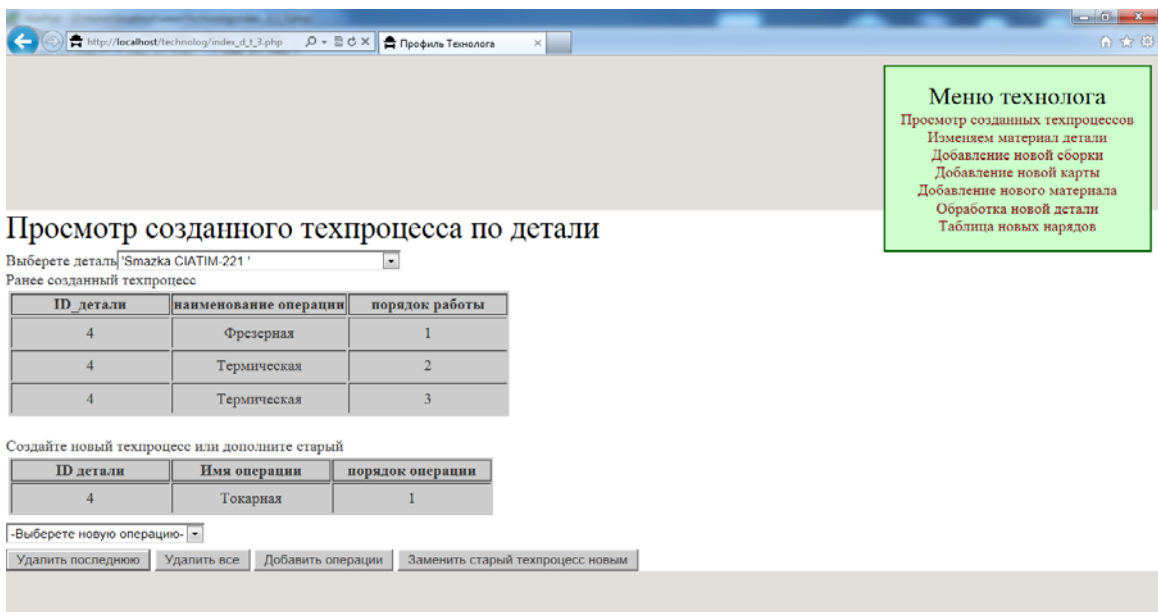 http://localhost/technolog/index_d_t_3.php
Профиль Технолога
Меню технолога
Просмотр созданных техпроцессов
Изменяем материал детали
Добавление новой сборки
Добавление новой карты
Добавление нового материала
Обработка новой детали
Таблица новых нарядов
Просмотр созданного техпроцесса по детали
Выберете деталь 'Smazka CIATIM-221 '
Ранее созданный техпроцесс
ID_детали наименование операции порядок работы
4 Фрезерная 1
4 Термическая 2
4 Термическая 3
Создайте новый техпроцесс или дополните старый
ID детали Имя операции порядок операции
4 Токарная 1
-Выберете новую операцию-
Удалить последнюю Удалить все Добавить операции Заменить старый техпроцесс новым